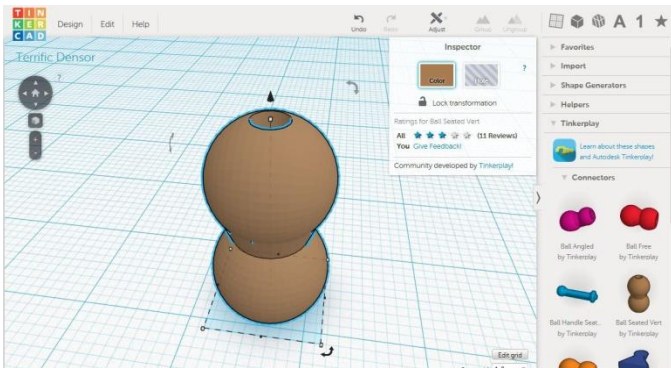 TIN
KER
CAD
Design Edit Help
Undo Redo Adjust Group Ungroup
A 1
Terrific Densor
?
Inspector
Color Hole
?
Lock transformation
Ratings for Ball Seated Vert
All (11 Reviews)
You Give Feedback!
Community developed by Tinkerplay!
Edit grid
Favorites
Import
Shape Generators
Helpers
Tinkerplay
Learn about these shapes
and Autodesk Tinkerplay!
Connectors
Ball Angled
by Tinkerplay
Ball Free
by Tinkerplay
Ball Handle Seat..
by Tinkerplay
Ball Seated Vert
by Tinkerplay